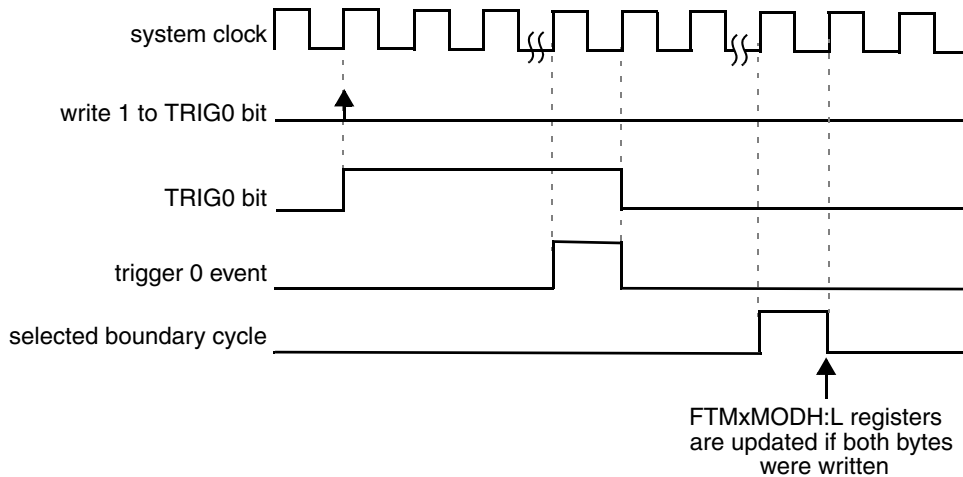 system clock
write 1 to TRIG0 bit
TRIG0 bit
trigger 0 event
selected boundary cycle
FTMxMODH:L registers
are updated if both bytes
were written